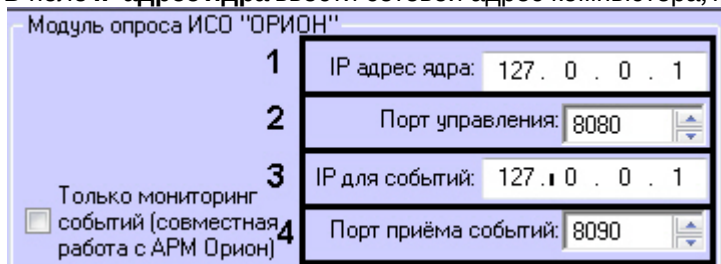 Модуль опроса ИСО "ОРИОН"
1 IP адрес ядра: 127 . 0 . 0 . 1
2 Порт управления: 8080
3 IP для событий: 127 . 0 . 0 . 1
Только мониторинг
событий (совместная
работа с АРМ Орион)
4 Порт приёма событий: 8090